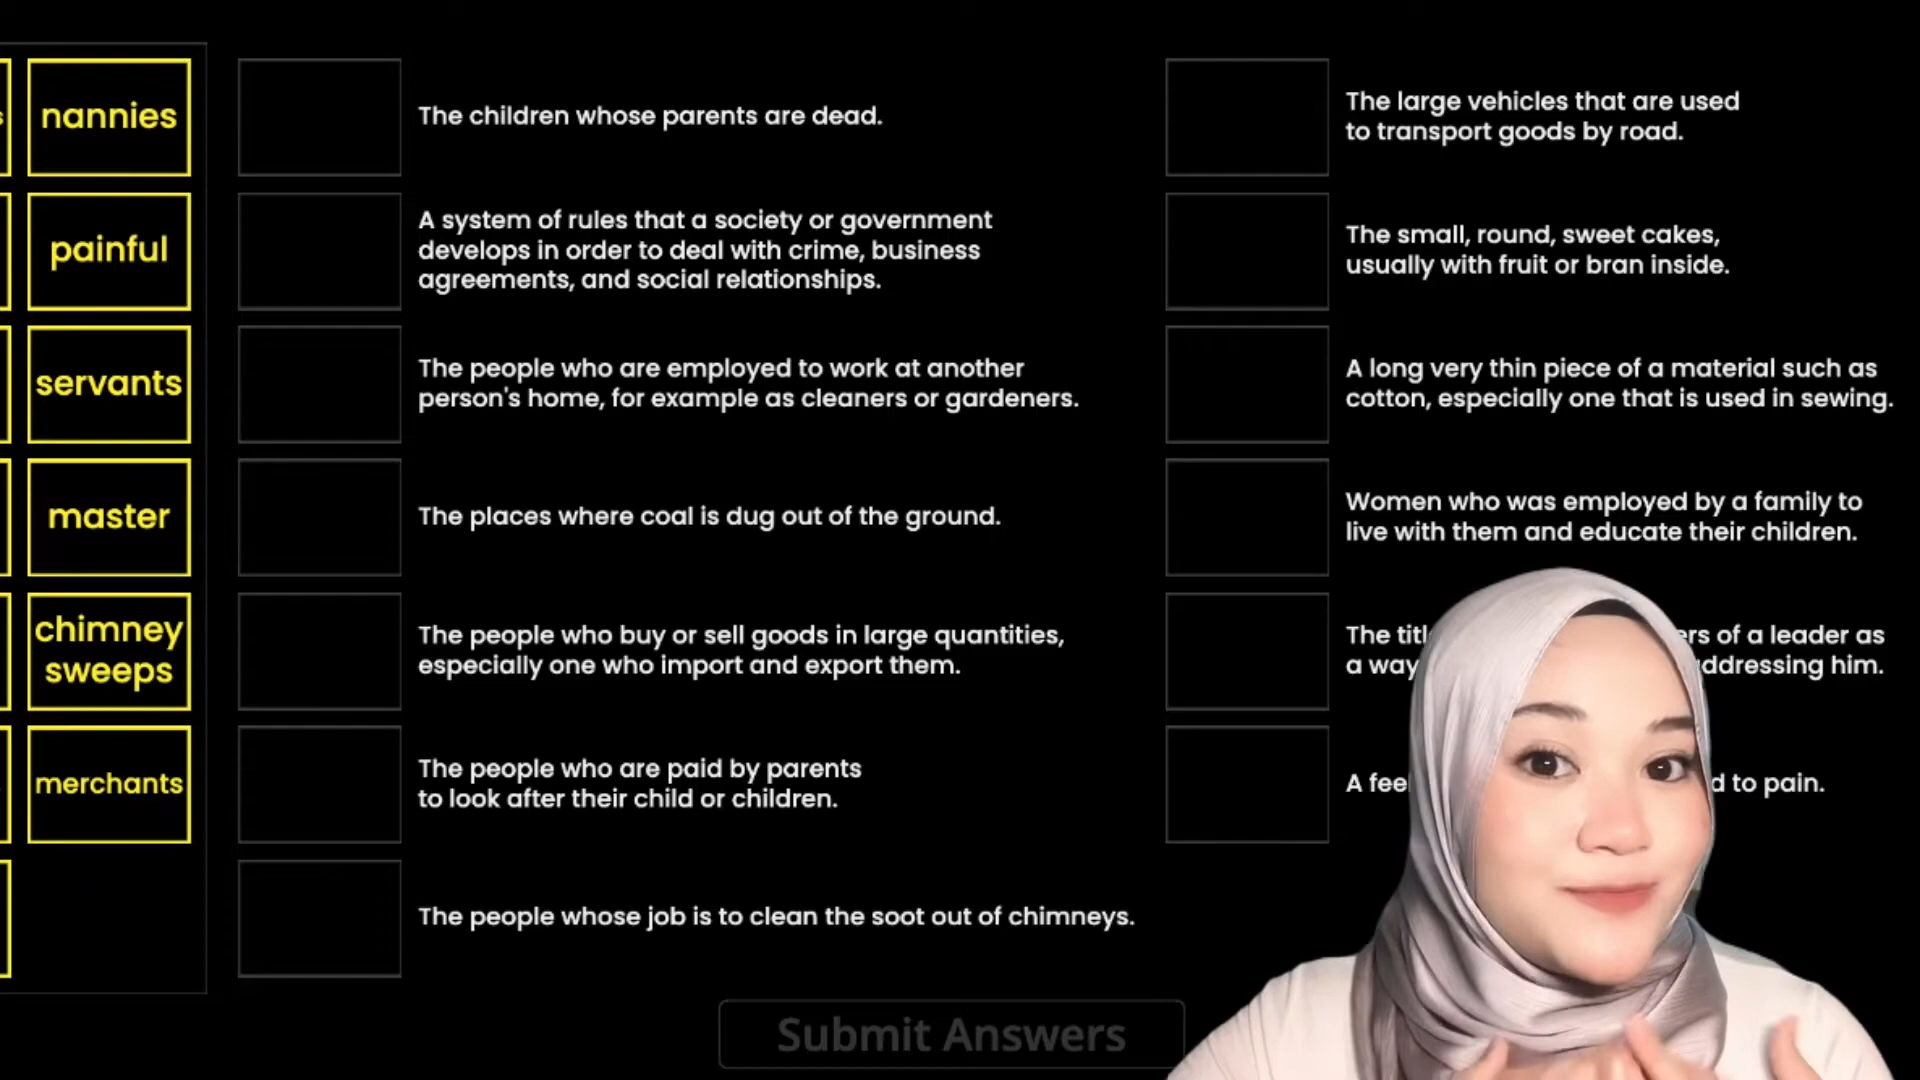 nannies
painful
servants
master
chimney
sweeps
merchants
The children whose parents are dead.
A system of rules that a society or government
develops in order to deal with crime, business
agreements, and social relationships.
The people who are employed to work at another
person's home, for example as cleaners or gardeners.
The places where coal is dug out of the ground.
The people who buy or sell goods in large quantities,
especially one who import and export them.
The people who are paid by parents
to look after their child or children.
The people whose job is to clean the soot out of chimneys.
The large vehicles that are used
to transport goods by road.
The small, round, sweet cakes,
usually with fruit or bran inside.
A long very thin piece of a material such as
cotton, especially one that is used in sewing.
Women who was employed by a family to
live with them and educate their children.
The of a leader as
a way addressing him.
A to pain.
Submit Answers